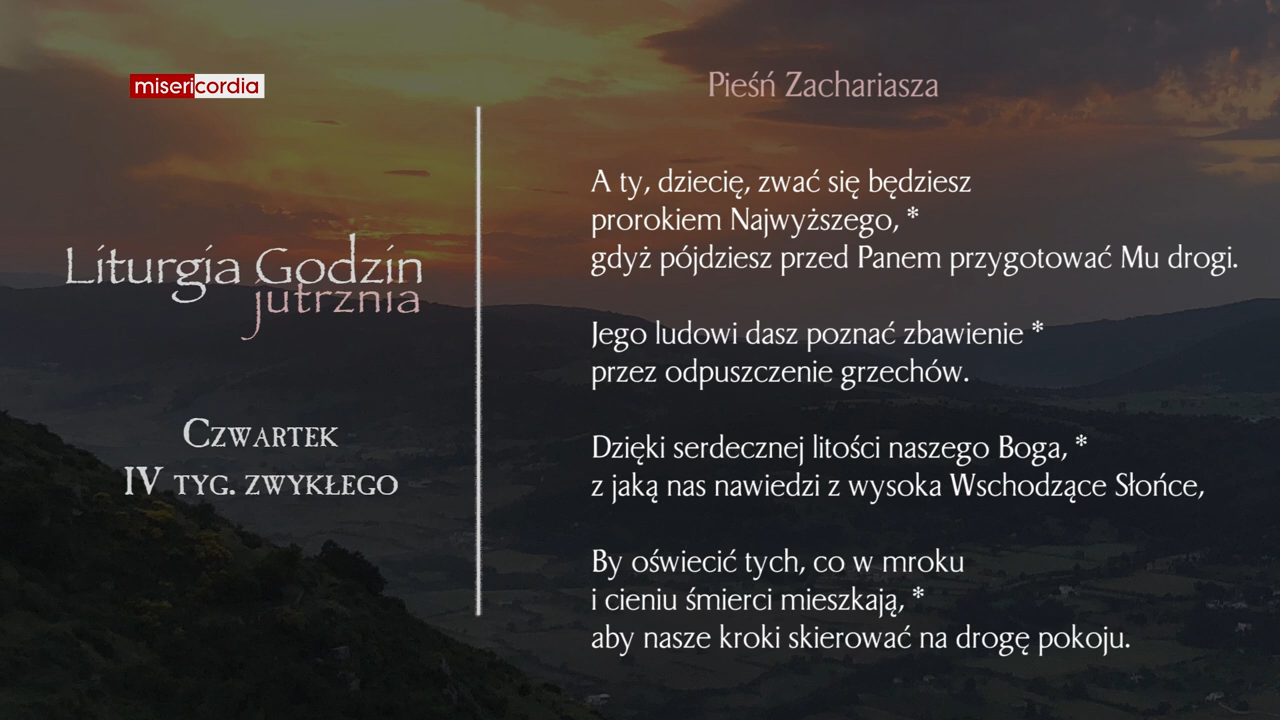 misericordia
Liturgia Godzin
jutrznia
Czwartek
IV tyg. zwykłego
Pieśń Zachariasza
A ty, dziecię, zwać się będziesz
prorokiem Najwyższego, *
gdyż pójdziesz przed Panem przygotować Mu drogi.
Jego ludowi dasz poznać zbawienie *
przez odpuszczenie grzechów.
Dzięki serdecznej litości naszego Boga, *
z jaką nas nawiedzi z wysoka Wschodzące Słońce,
By oświecić tych, co w mroku
i cieniu śmierci mieszkają, *
aby nasze kroki skierować na drogę pokoju.